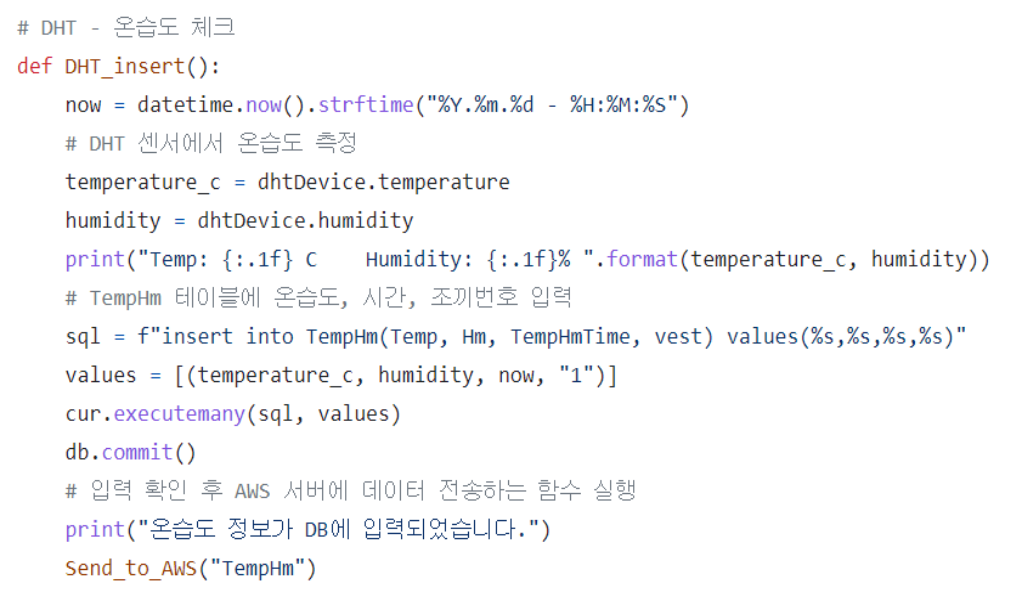 # DHT - 온습도 체크
def DHT_insert():
    now = datetime.now().strftime("%Y.%m.%d - %H:%M:%S")
    # DHT 센서에서 온습도 측정
    temperature_c = dhtDevice.temperature
    humidity = dhtDevice.humidity
    print("Temp: {:.1f} C    Humidity: {:.1f}% ".format(temperature_c, humidity))
    # TempHm 테이블에 온습도, 시간, 조끼번호 입력
    sql = f"insert into TempHm(Temp, Hm, TempHmTime, vest) values(%s,%s,%s,%s)"
    values = [(temperature_c, humidity, now, "1")]
    cur.executemany(sql, values)
    db.commit()
    # 입력 확인 후 AWS 서버에 데이터 전송하는 함수 실행
    print("온습도 정보가 DB에 입력되었습니다.")
    Send_to_AWS("TempHm")